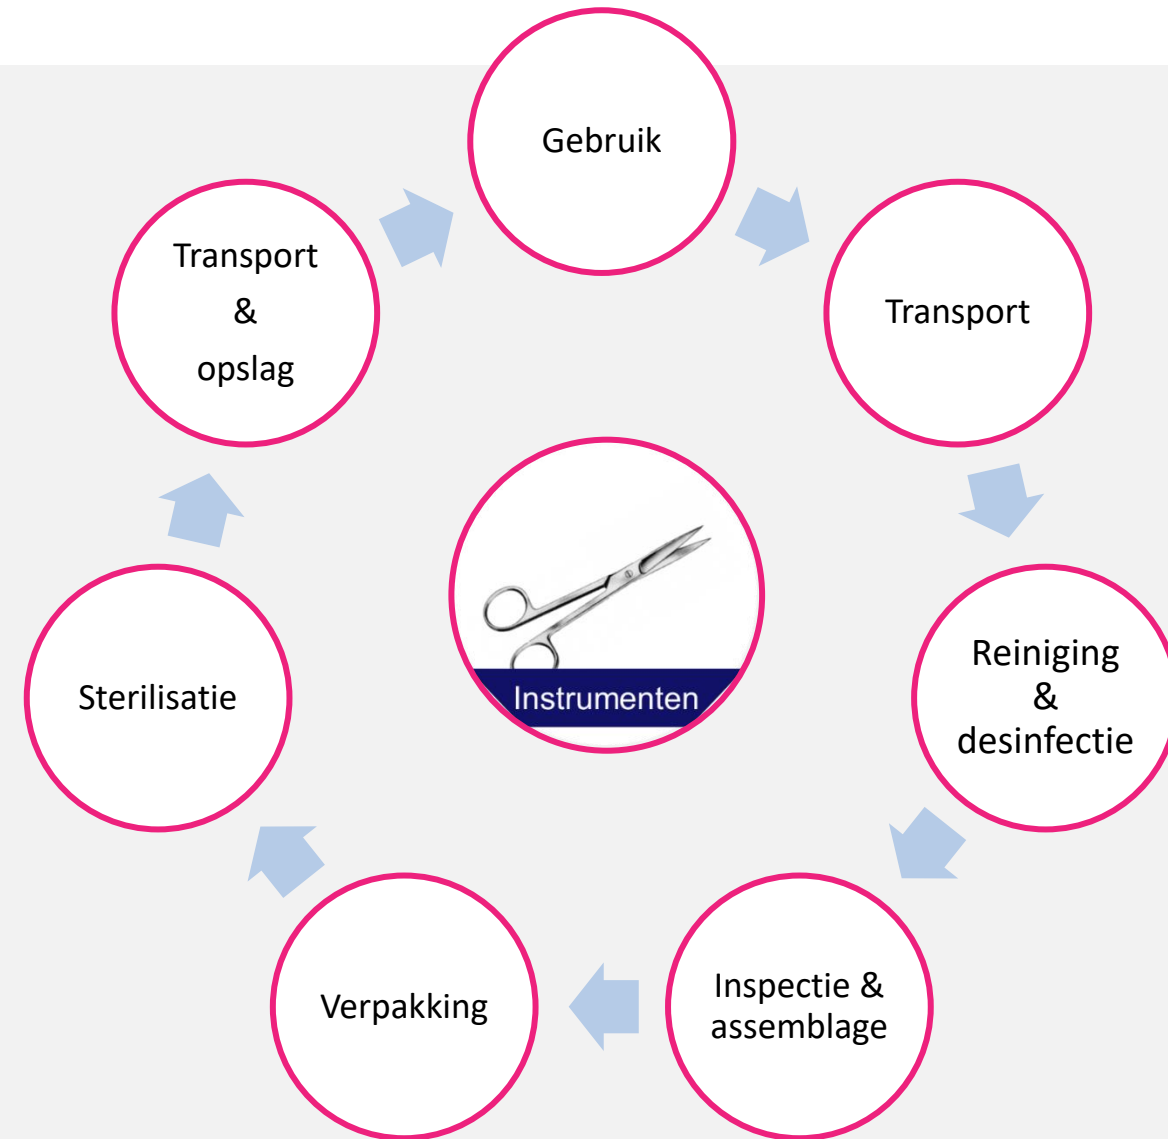 Gebruik
Transport
Reiniging
&
desinfectie
Inspectie &
assemblage
Verpakking
Sterilisatie
Transport
&
opslag
Instrumenten